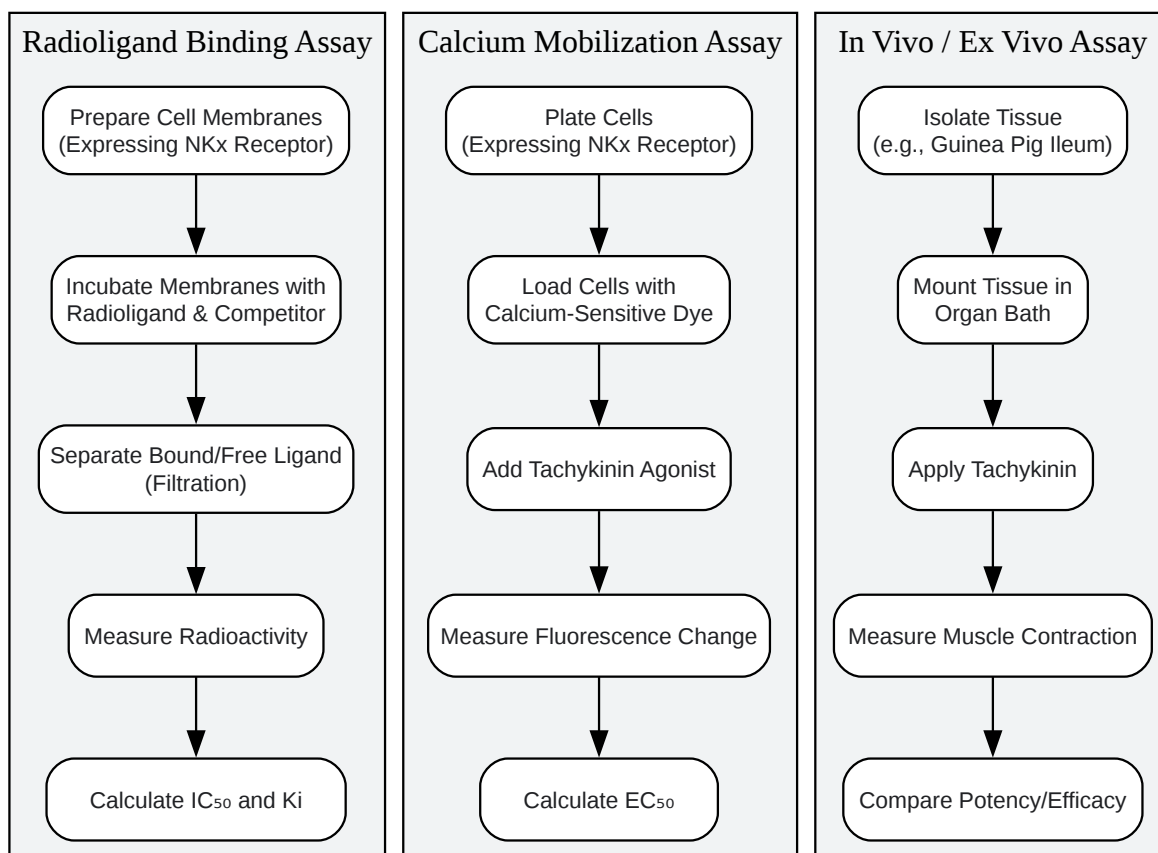 Radioligand Binding Assay
Prepare Cell Membranes
(Expressing NKx Receptor)
Incubate Membranes with
Radioligand & Competitor
Separate Bound/Free Ligand
(Filtration)
Measure Radioactivity
Calculate IC₅₀ and Ki
Calcium Mobilization Assay
Plate Cells
(Expressing NKx Receptor)
Load Cells with
Calcium-Sensitive Dye
Add Tachykinin Agonist
Measure Fluorescence Change
Calculate EC₅₀
In Vivo / Ex Vivo Assay
Isolate Tissue
(e.g., Guinea Pig Ileum)
Mount Tissue in
Organ Bath
Apply Tachykinin
Measure Muscle Contraction
Compare Potency/Efficacy